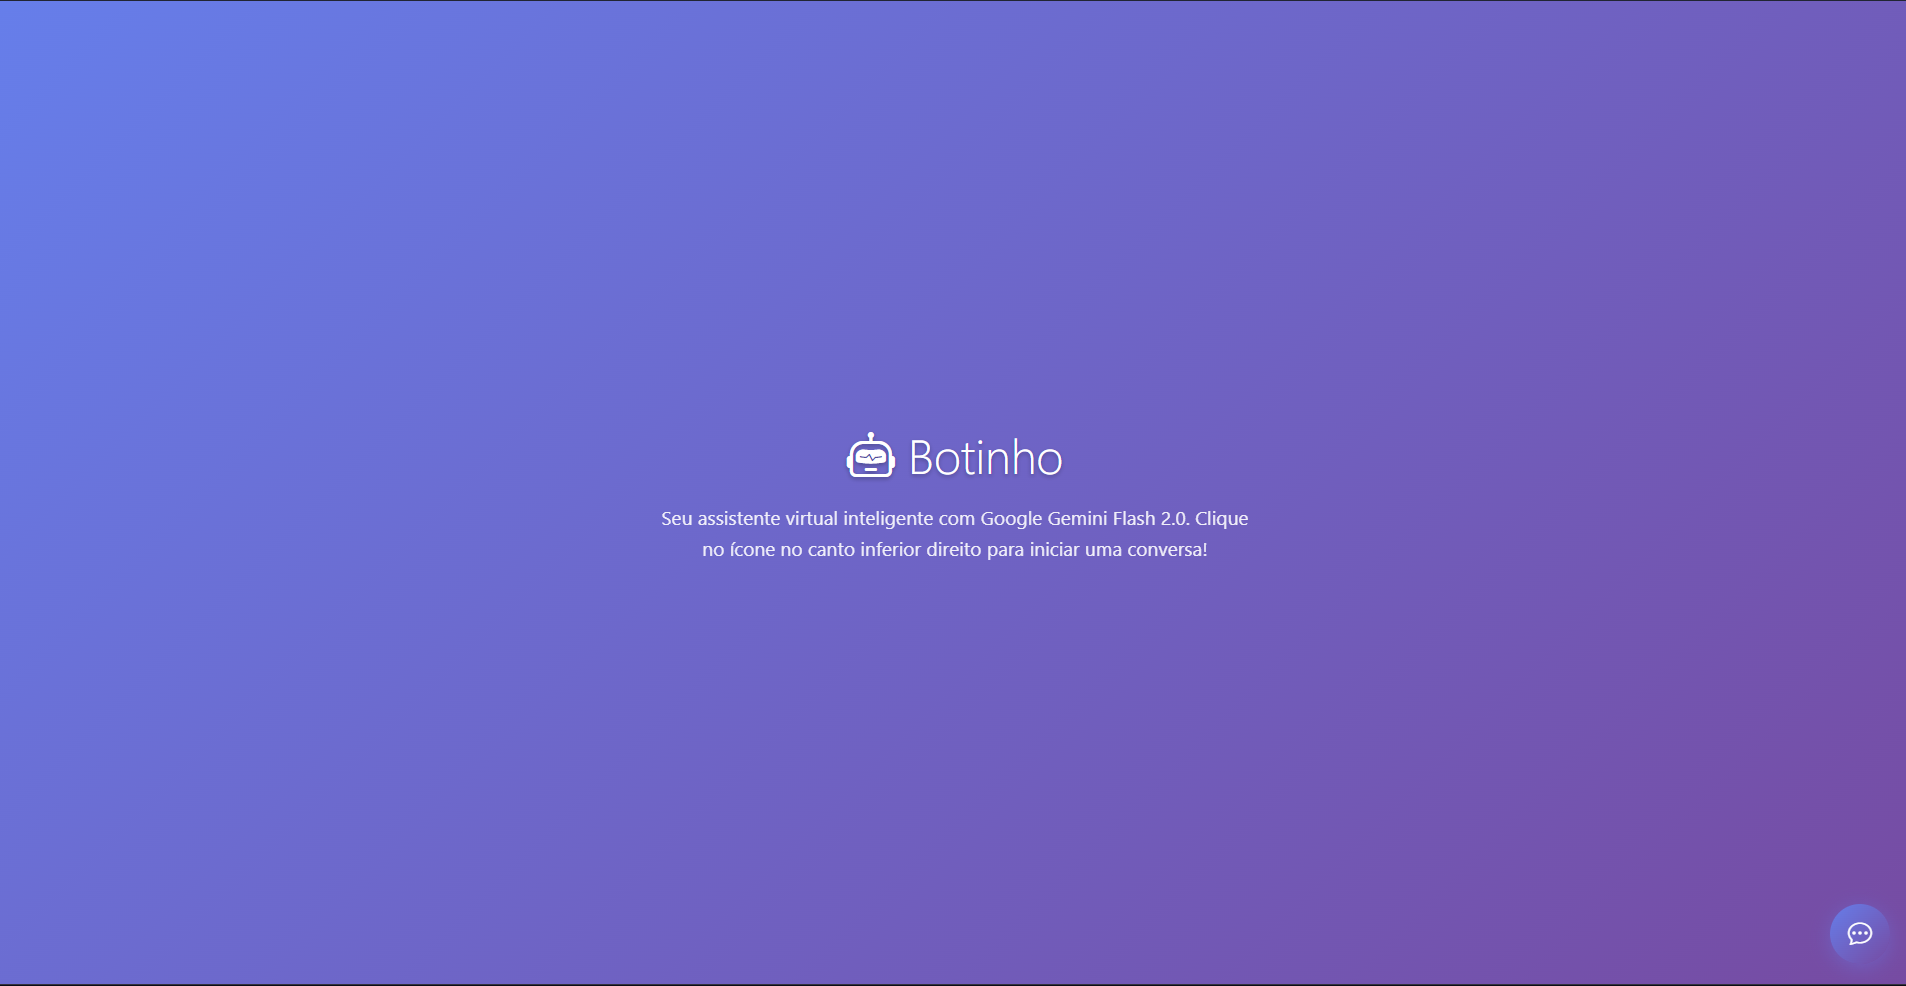 Botinho
Seu assistente virtual inteligente com Google Gemini Flash 2.0. Clique
no ícone no canto inferior direito para iniciar uma conversa!